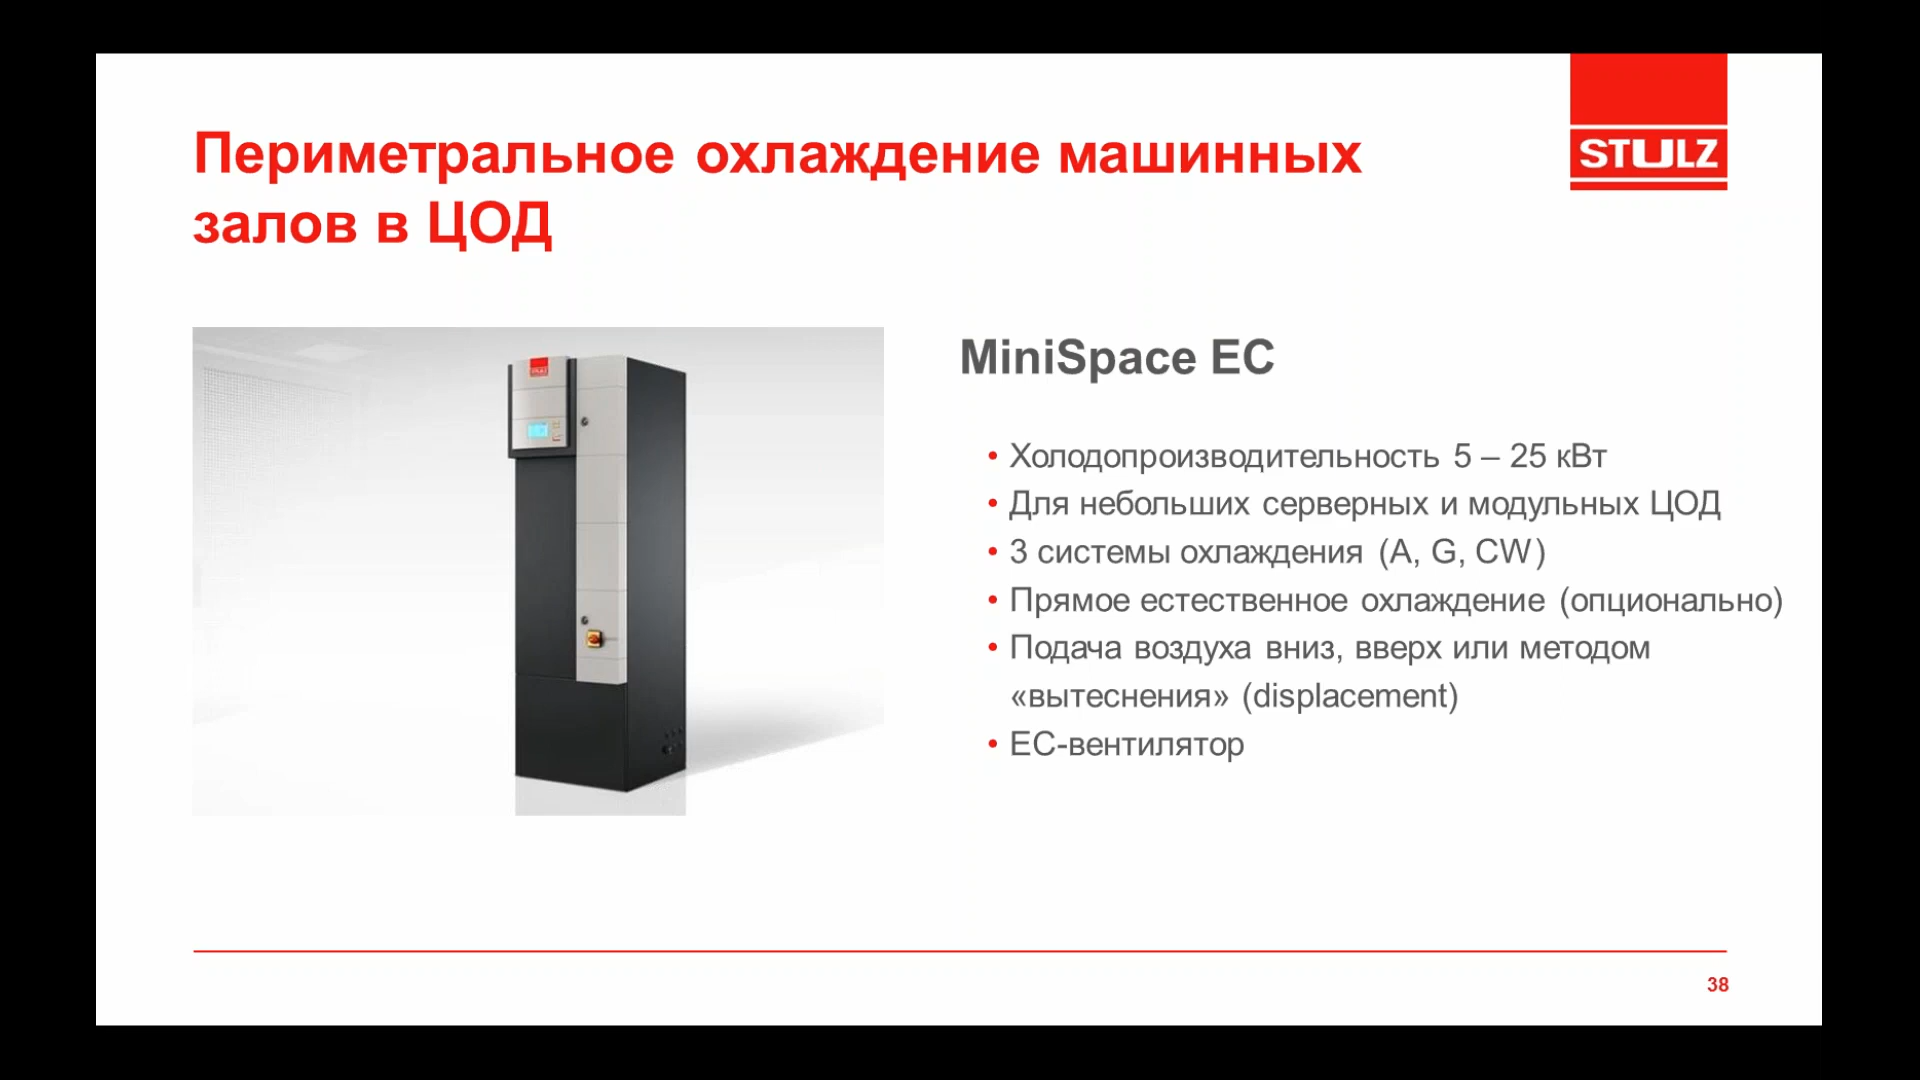 Периметральное охлаждение машинных
залов в ЦОД
STULZ
MiniSpace EC
• Холодопроизводительность 5 – 25 кВт
• Для небольших серверных и модульных ЦОД
• 3 системы охлаждения (A, G, CW)
• Прямое естественное охлаждение (опционально)
• Подача воздуха вниз, вверх или методом
«вытеснения» (displacement)
• ЕС-вентилятор
38